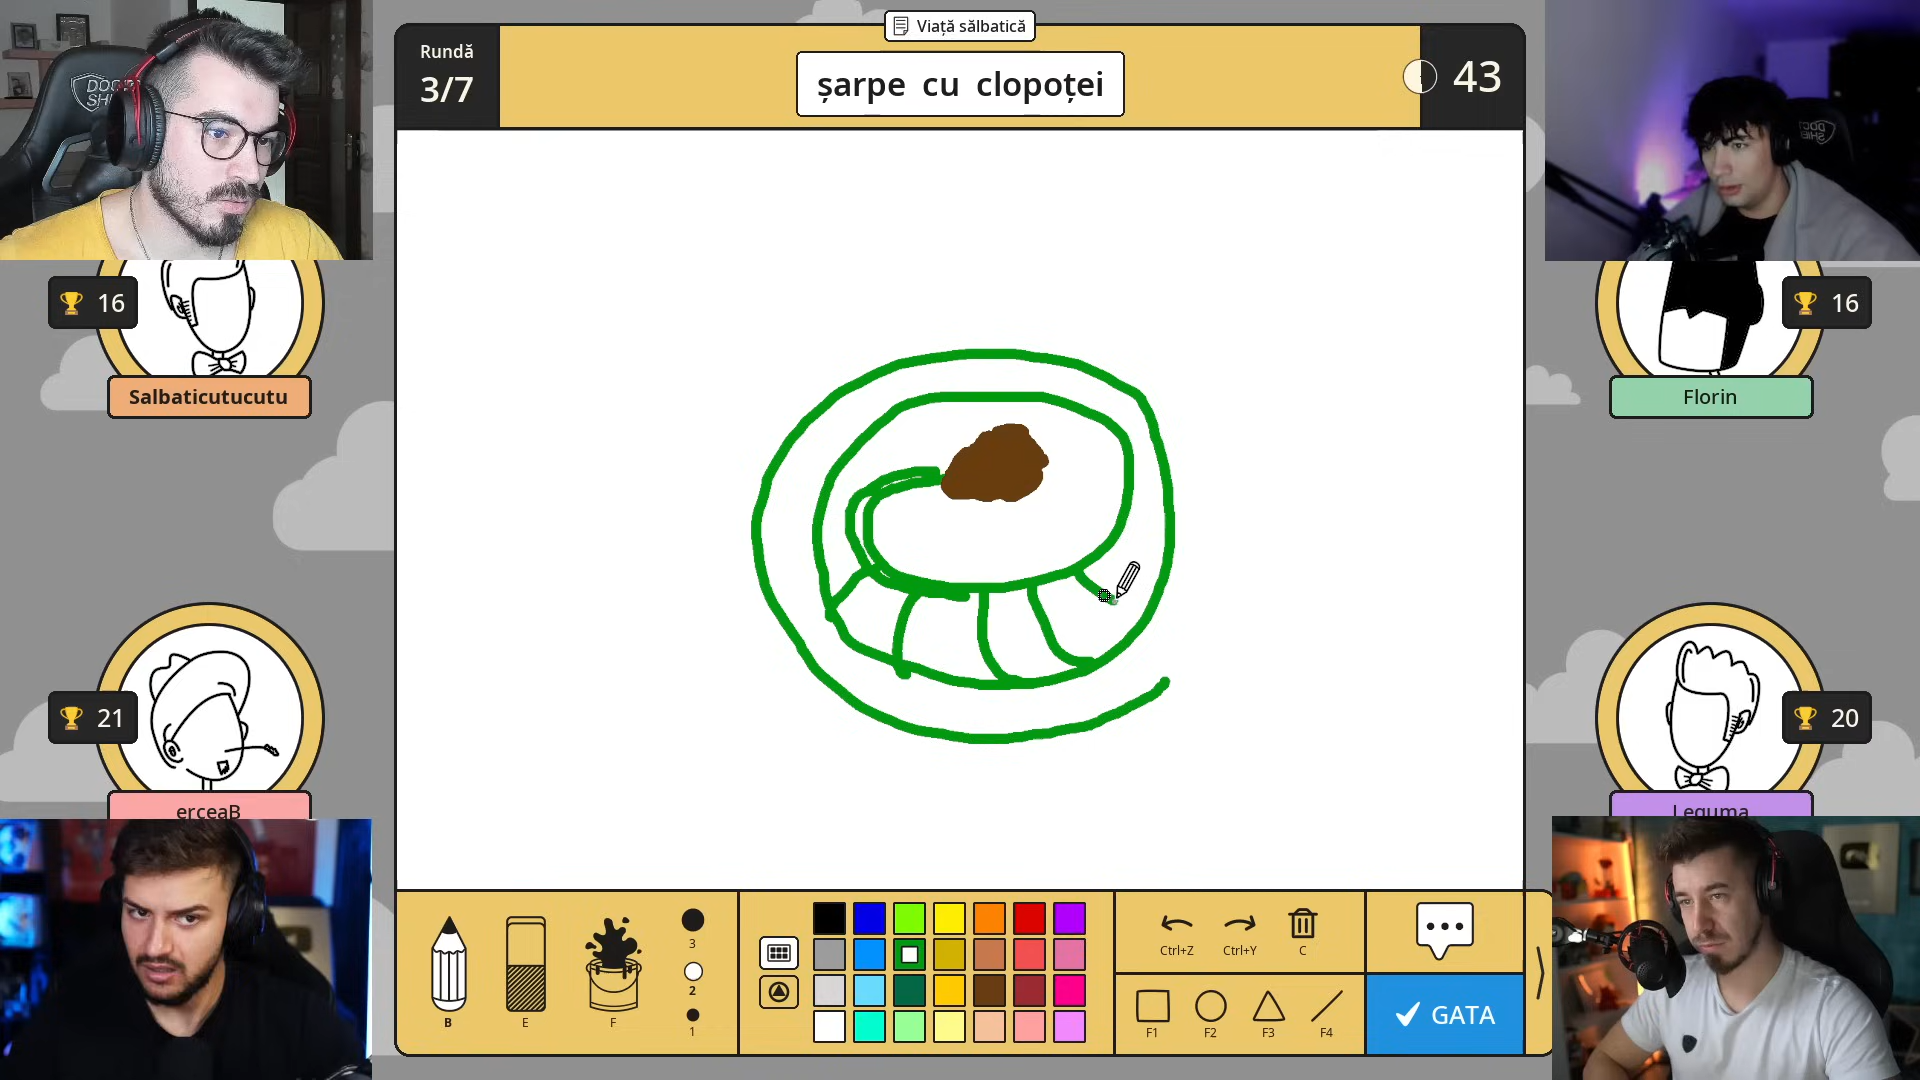 Viață sălbatică
Rundă
3/7
șarpe cu clopoței
43
16
Salbaticutucutu
16
Florin
21
erceaB
20
Leguma
B
E
F
3
2
1
Ctrl+Z
Ctrl+Y
C
F1
F2
F3
F4
GATA